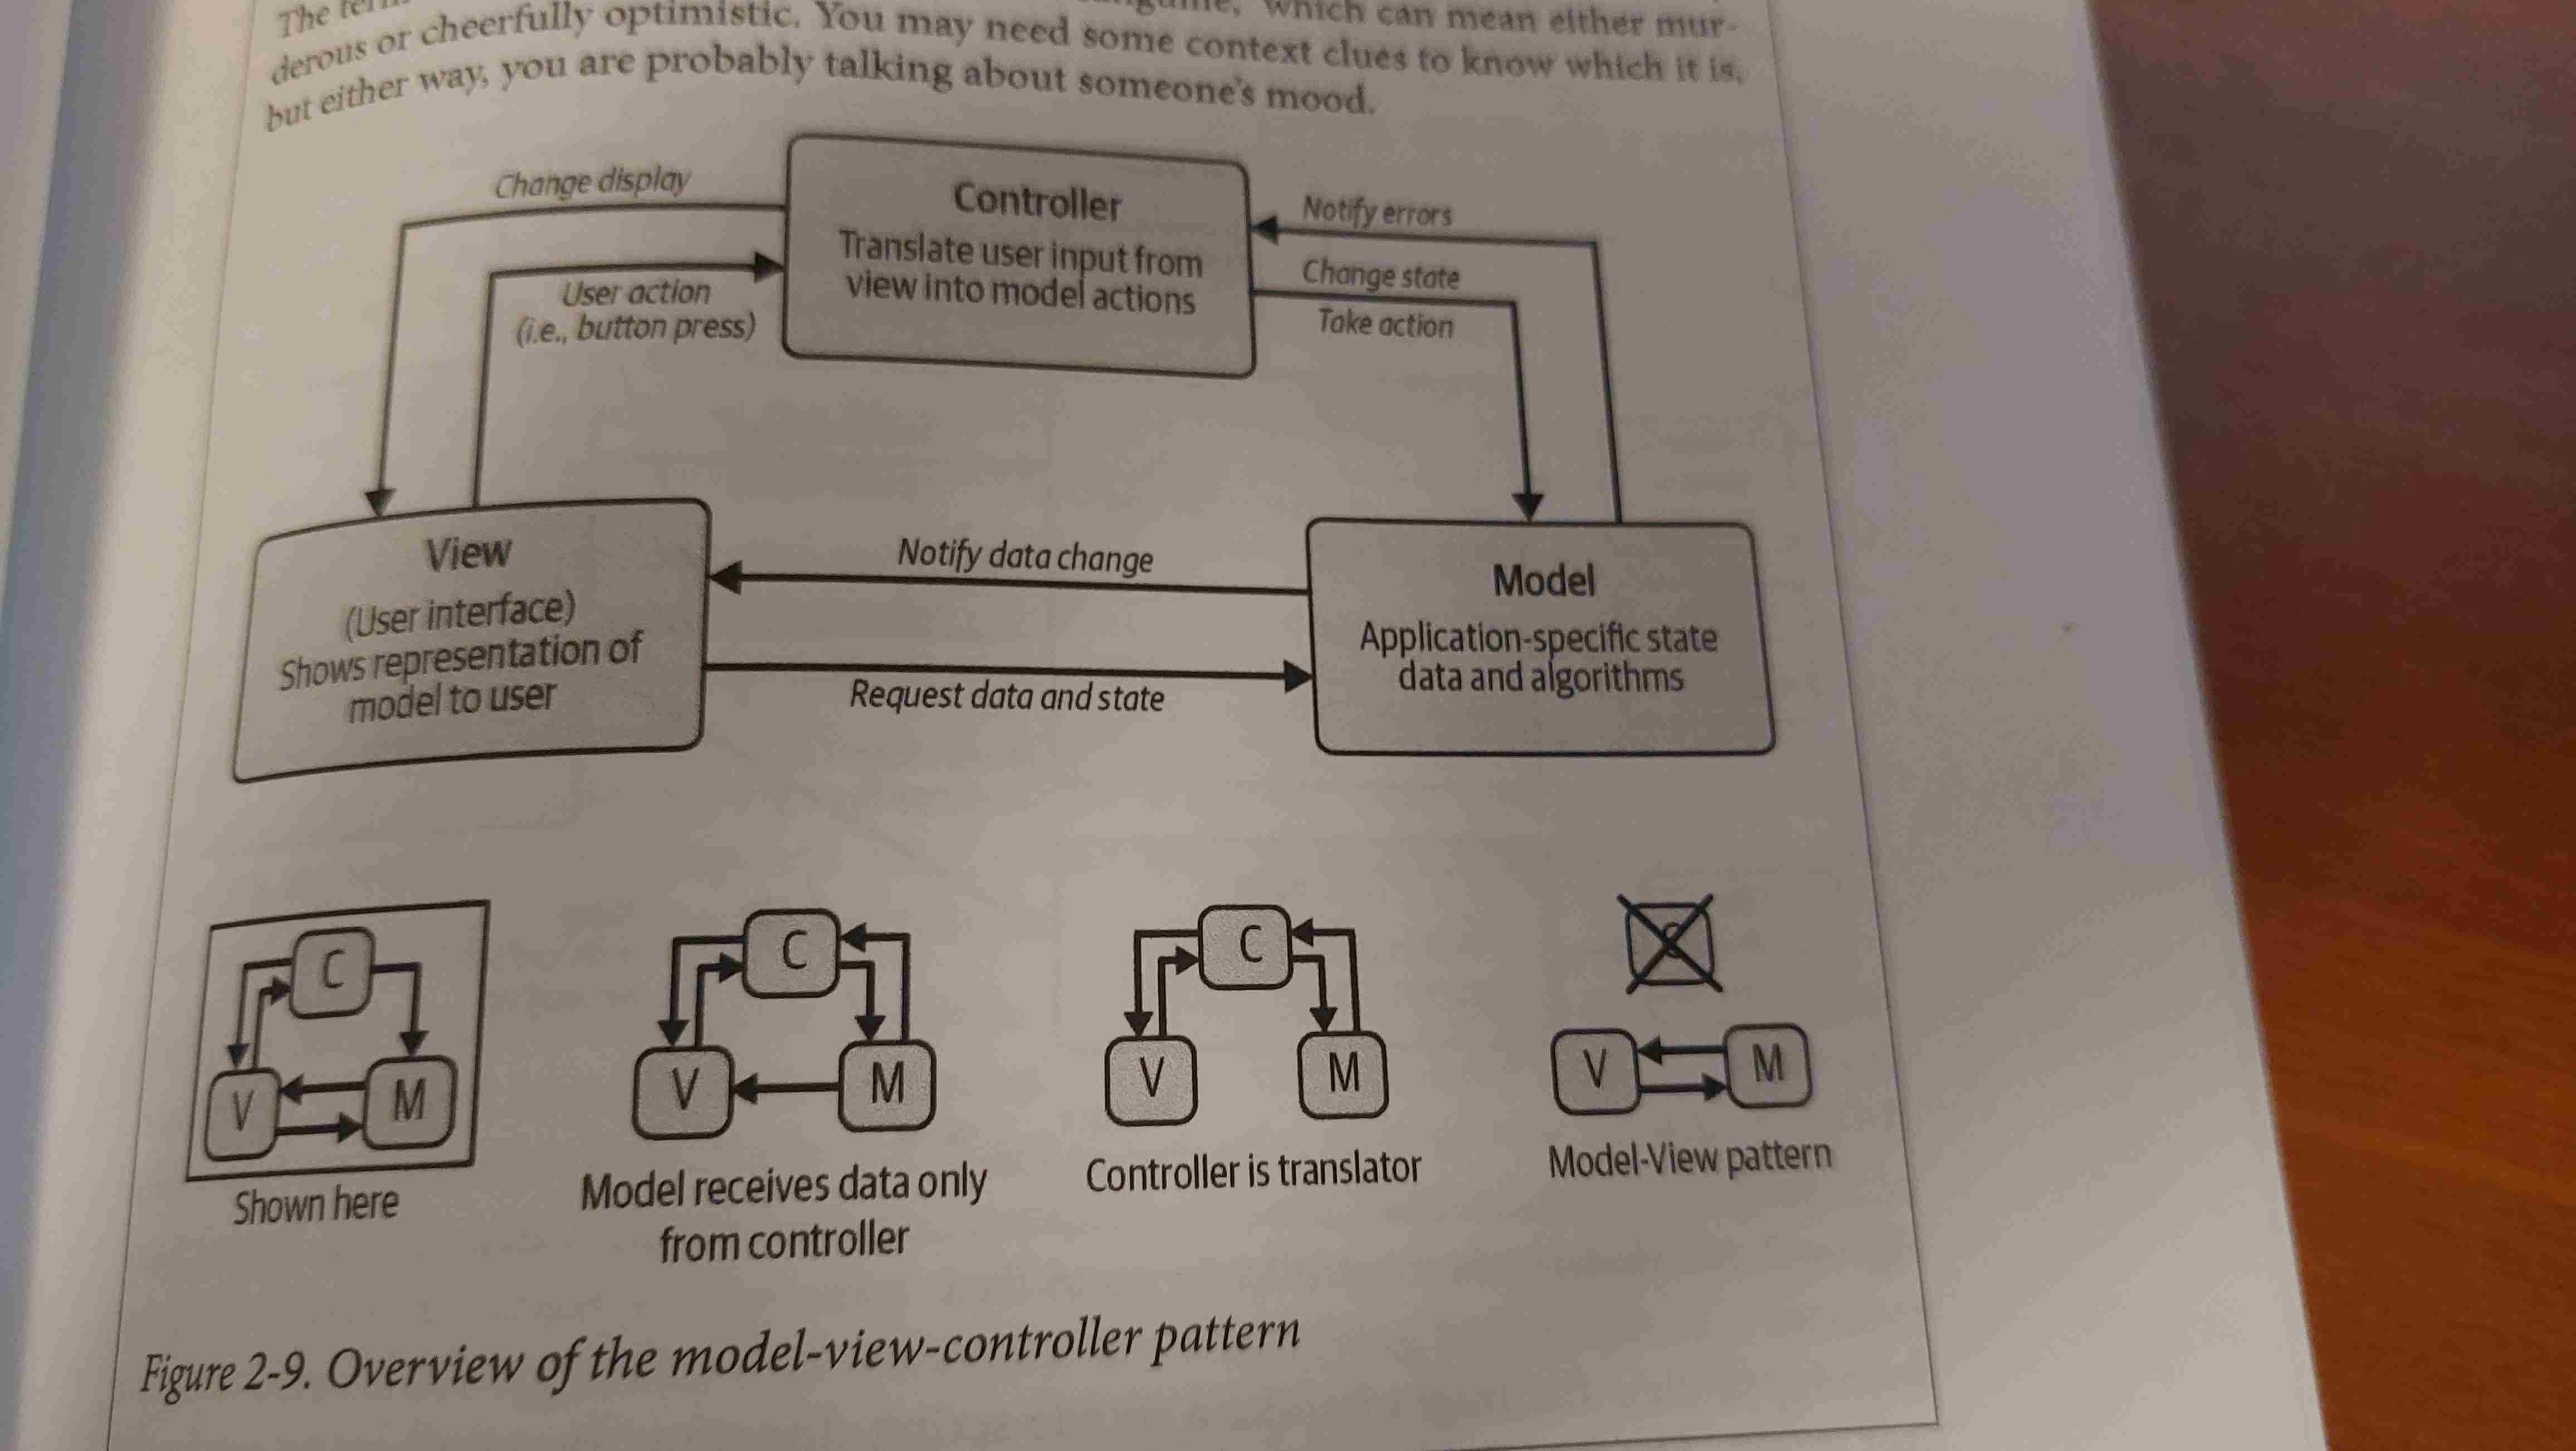 The
which can mean either mur-
derous or cheerfully optimistic. You may need some context clues to know which it is,
but either way, you are probably talking about someone's mood.
Change display
Controller
Translate user input from
view into model actions
Notify errors
Change state
Take action
User action
(i.e., button press)
View
(User interface)
Shows representation of
model to user
Notify data change
Request data and state
Model
Application-specific state
data and algorithms
C
V
M
Shown here
C
V
M
Model receives data only
from controller
C
V
M
Controller is translator
C
V
M
Model-View pattern
Figure 2-9. Overview of the model-view-controller pattern